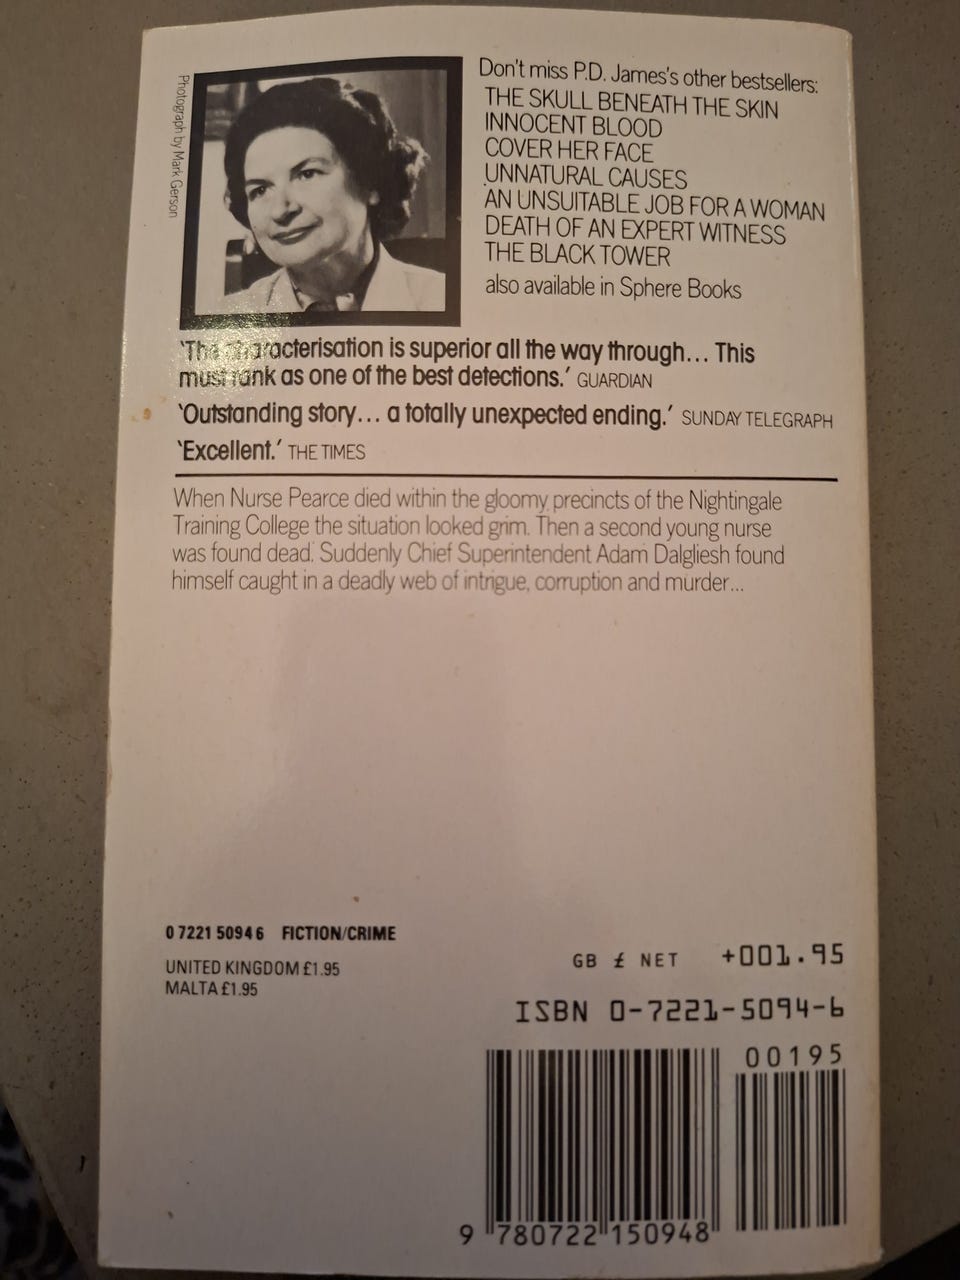 Photograph by Mark Gerson
Don't miss P.D. James's other bestsellers:
THE SKULL BENEATH THE SKIN
INNOCENT BLOOD
COVER HER FACE
UNNATURAL CAUSES
AN UNSUITABLE JOB FOR A WOMAN
DEATH OF AN EXPERT WITNESS
THE BLACK TOWER
also available in Sphere Books
'The characterisation is superior all the way through... This
must rank as one of the best detections.' GUARDIAN
'Outstanding story... a totally unexpected ending.' SUNDAY TELEGRAPH
'Excellent.' THE TIMES
When Nurse Pearce died within the gloomy precincts of the Nightingale
Training College the situation looked grim. Then a second young nurse
was found dead. Suddenly Chief Superintendent Adam Dalgliesh found
himself caught in a deadly web of intrigue, corruption and murder...
0 7221 5094 6 FICTION/CRIME
UNITED KINGDOM £1.95
MALTA £1.95
GB £ NET +001.95
ISBN 0-7221-5094-6
00195
9 780722 150948